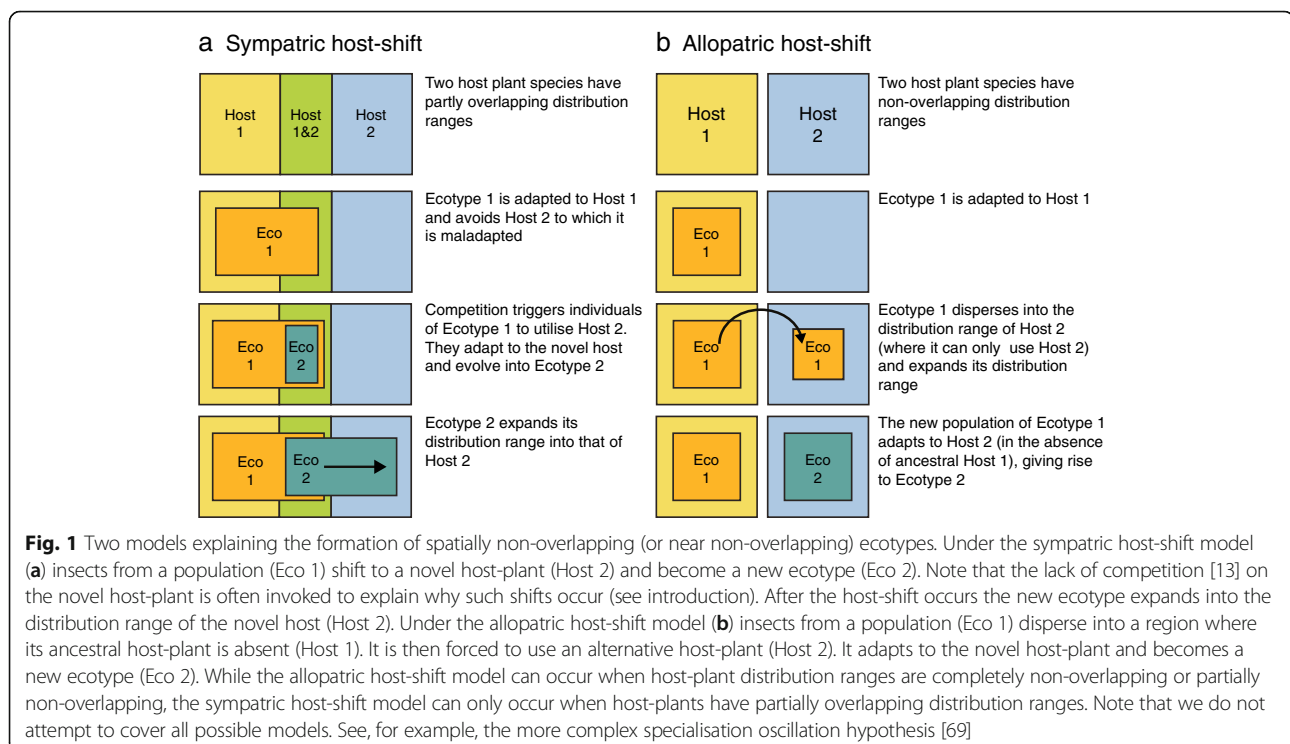 a Sympatric host-shift
Host
1
Host
1&2
Host
2
Two host plant species have
partly overlapping distribution
ranges
Eco
1
Ecotype 1 is adapted to Host 1
and avoids Host 2 to which it
is maladapted
Eco
1
Eco
2
Competition triggers individuals
of Ecotype 1 to utilise Host 2.
They adapt to the novel host
and evolve into Ecotype 2
Eco
1
Eco
2
Ecotype 2 expands its
distribution range into that of
Host 2
b Allopatric host-shift
Host
1
Host
2
Two host plant species have
non-overlapping distribution
ranges
Eco
1
Ecotype 1 is adapted to Host 1
Eco
1
Eco
1
Ecotype 1 disperses into the
distribution range of Host 2
(where it can only use Host 2)
and expands its distribution
range
Eco
1
Eco
2
The new population of Ecotype 1
adapts to Host 2 (in the absence
of ancestral Host 1), giving rise
to Ecotype 2
Fig. 1 Two models explaining the formation of spatially non-overlapping (or near non-overlapping) ecotypes. Under the sympatric host-shift model
(a) insects from a population (Eco 1) shift to a novel host-plant (Host 2) and become a new ecotype (Eco 2). Note that the lack of competition [13] on
the novel host-plant is often invoked to explain why such shifts occur (see introduction). After the host-shift occurs the new ecotype expands into the
distribution range of the novel host (Host 2). Under the allopatric host-shift model (b) insects from a population (Eco 1) disperse into a region where
its ancestral host-plant is absent (Host 1). It is then forced to use an alternative host-plant (Host 2). It adapts to the novel host-plant and becomes a
new ecotype (Eco 2). While the allopatric host-shift model can occur when host-plant distribution ranges are completely non-overlapping or partially
non-overlapping, the sympatric host-shift model can only occur when host-plants have partially overlapping distribution ranges. Note that we do not
attempt to cover all possible models. See, for example, the more complex specialisation oscillation hypothesis [69]